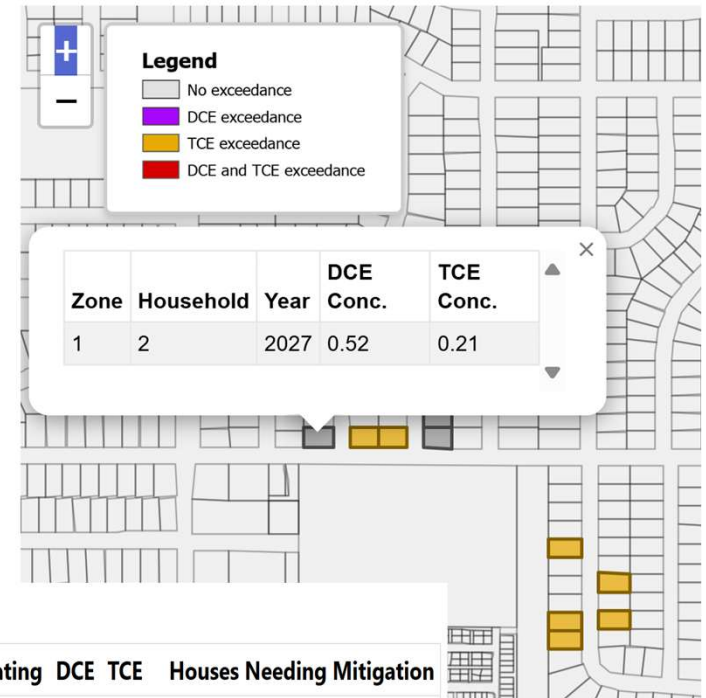 +
−
Legend
No exceedance
DCE exceedance
TCE exceedance
DCE and TCE exceedance
×
Zone Household Year DCE Conc. TCE Conc.
1 2 2027 0.52 0.21
DCE TCE Houses Needing Mitigation